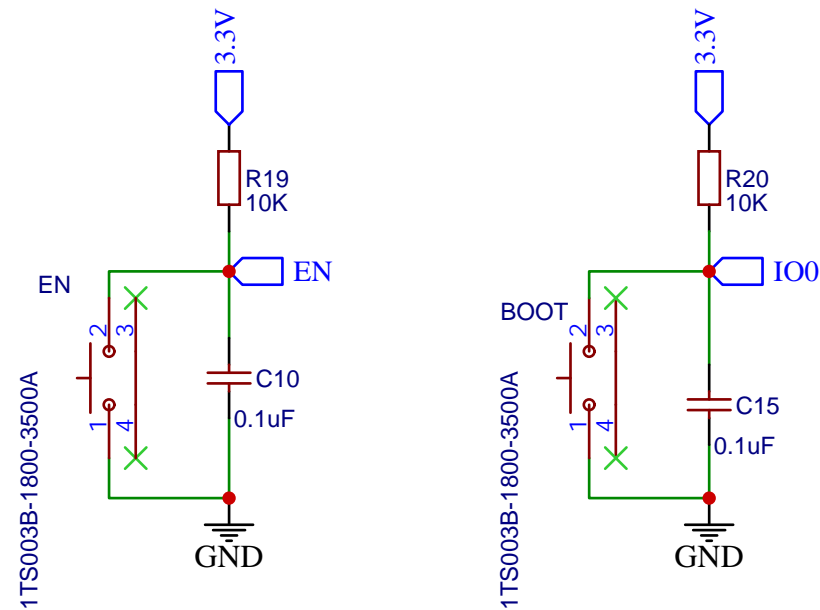 3.3V
R19
10K
EN
EN
2
3
1
4
C10
0.1uF
1TS003B-1800-3500A
GND
3.3V
R20
10K
IO0
BOOT
2
3
1
4
C15
0.1uF
1TS003B-1800-3500A
GND